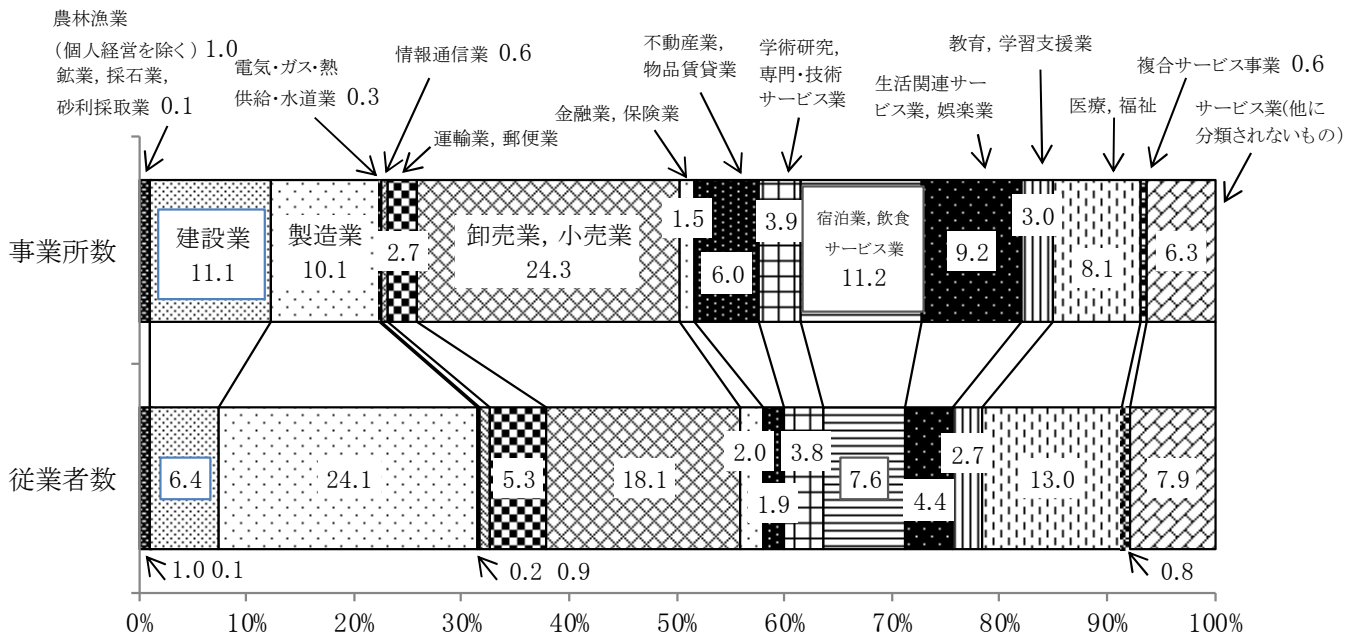 農林漁業
(個人経営を除く) 1.0
鉱業, 採石業,
砂利採取業 0.1
電気・ガス・熱
供給・水道業 0.3
情報通信業 0.6
運輸業, 郵便業
金融業, 保険業
不動産業,
物品賃貸業
学術研究,
専門・技術
サービス業
生活関連サー
ビス業, 娯楽業
教育, 学習支援業
医療, 福祉
複合サービス事業 0.6
サービス業(他に
分類されないもの)
事業所数
建設業
11.1
製造業
10.1
2.7
卸売業, 小売業
24.3
1.5
6.0
3.9
宿泊業, 飲食
サービス業
11.2
9.2
3.0
8.1
6.3
従業者数
6.4
24.1
5.3
18.1
2.0
1.9
3.8
7.6
4.4
2.7
13.0
7.9
1.0 0.1
0.2 0.9
0.8
0% 10% 20% 30% 40% 50% 60% 70% 80% 90% 100%